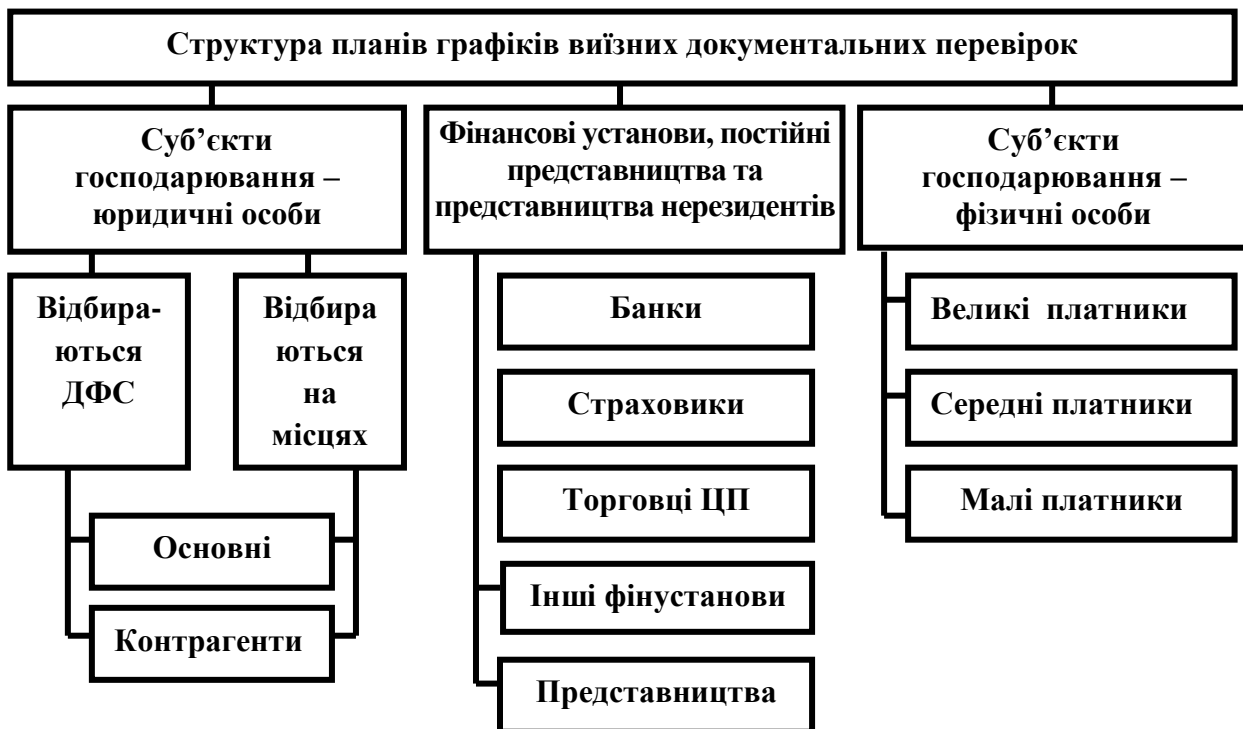 Структура планів графіків виїзних документальних перевірок
Суб’єкти
господарювання –
юридичні особи
Фінансові установи, постійні
представництва та
представництва нерезидентів
Суб’єкти
господарювання –
фізичні особи
Відбира-
ються
ДФС
Відбира
ються
на
місцях
Основні
Контрагенти
Банки
Страховики
Торговці ЦП
Інші фінустанови
Представництва
Великі платники
Середні платники
Малі платники